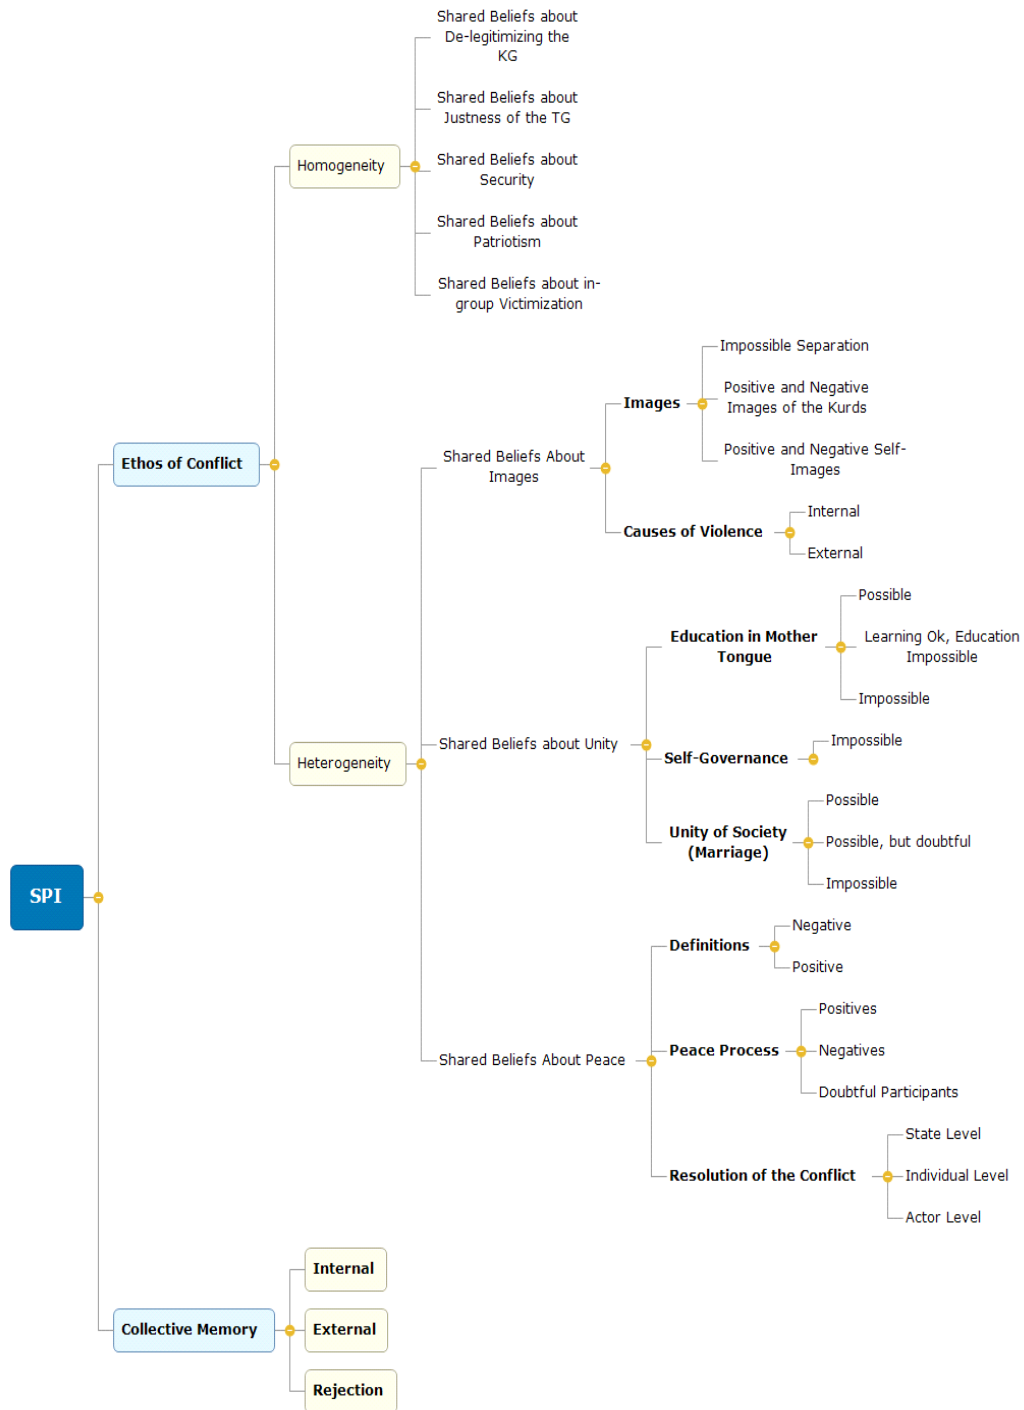 Shared Beliefs about
De-legitimizing the
KG
Shared Beliefs about
Justness of the TG
Homogeneity
Shared Beliefs about
Security
Shared Beliefs about
Patriotism
Shared Beliefs about in-
group Victimization
Ethos of Conflict
Shared Beliefs About
Images
Images
Impossible Separation
Positive and Negative
Images of the Kurds
Positive and Negative Self-
Images
Causes of Violence
Internal
External
Heterogeneity
Shared Beliefs about Unity
Education in Mother
Tongue
Possible
Learning Ok, Education
Impossible
Impossible
Self-Governance
Impossible
Unity of Society
(Marriage)
Possible
Possible, but doubtful
Impossible
SPI
Shared Beliefs About Peace
Definitions
Negative
Positive
Peace Process
Positives
Negatives
Doubtful Participants
Resolution of the Conflict
State Level
Individual Level
Actor Level
Collective Memory
Internal
External
Rejection